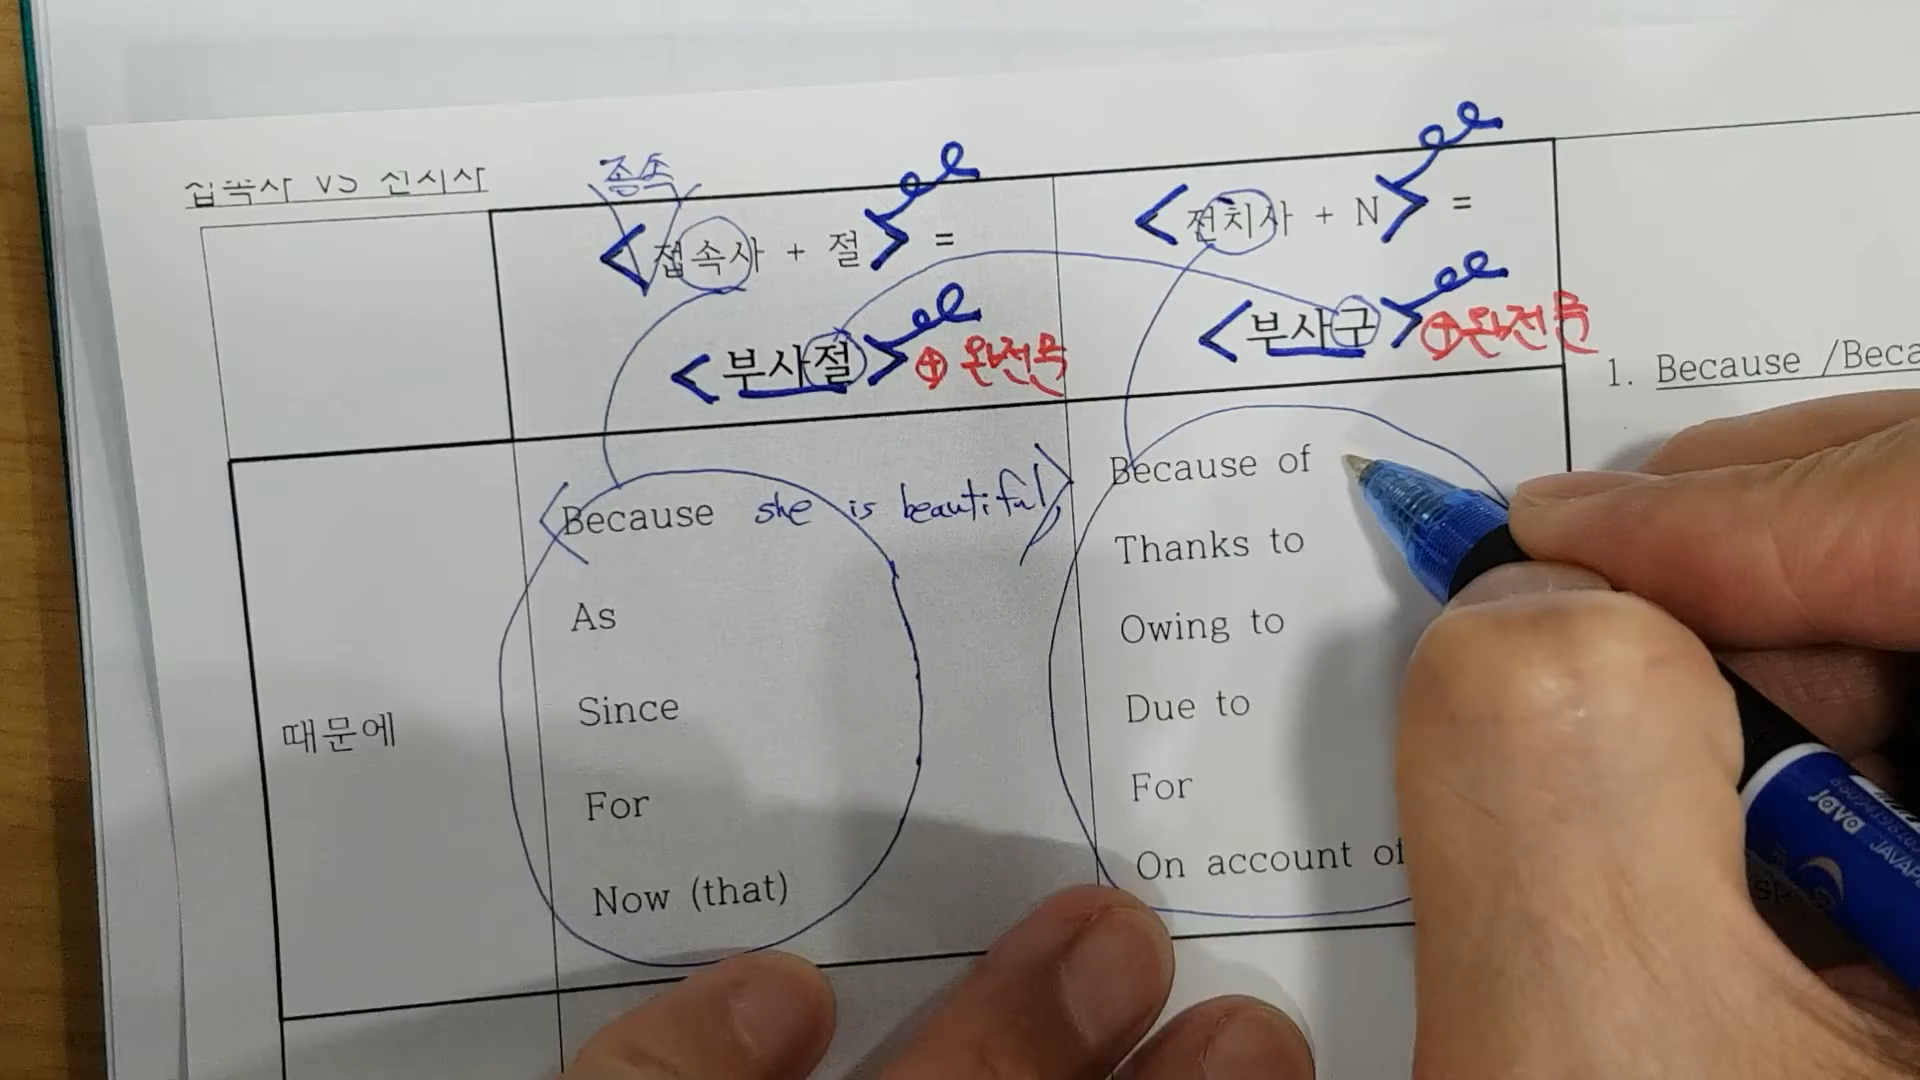 접속사 vs 전치사
종속
<접속사 + 절> =
<부사절> + 완전문
<전치사 + N> =
<부사구> + 완전문
1. Because /Beca
때문에
<Because she is beautiful>,
As
Since
For
Now (that)
Because of
Thanks to
Owing to
Due to
For
On account of
Java